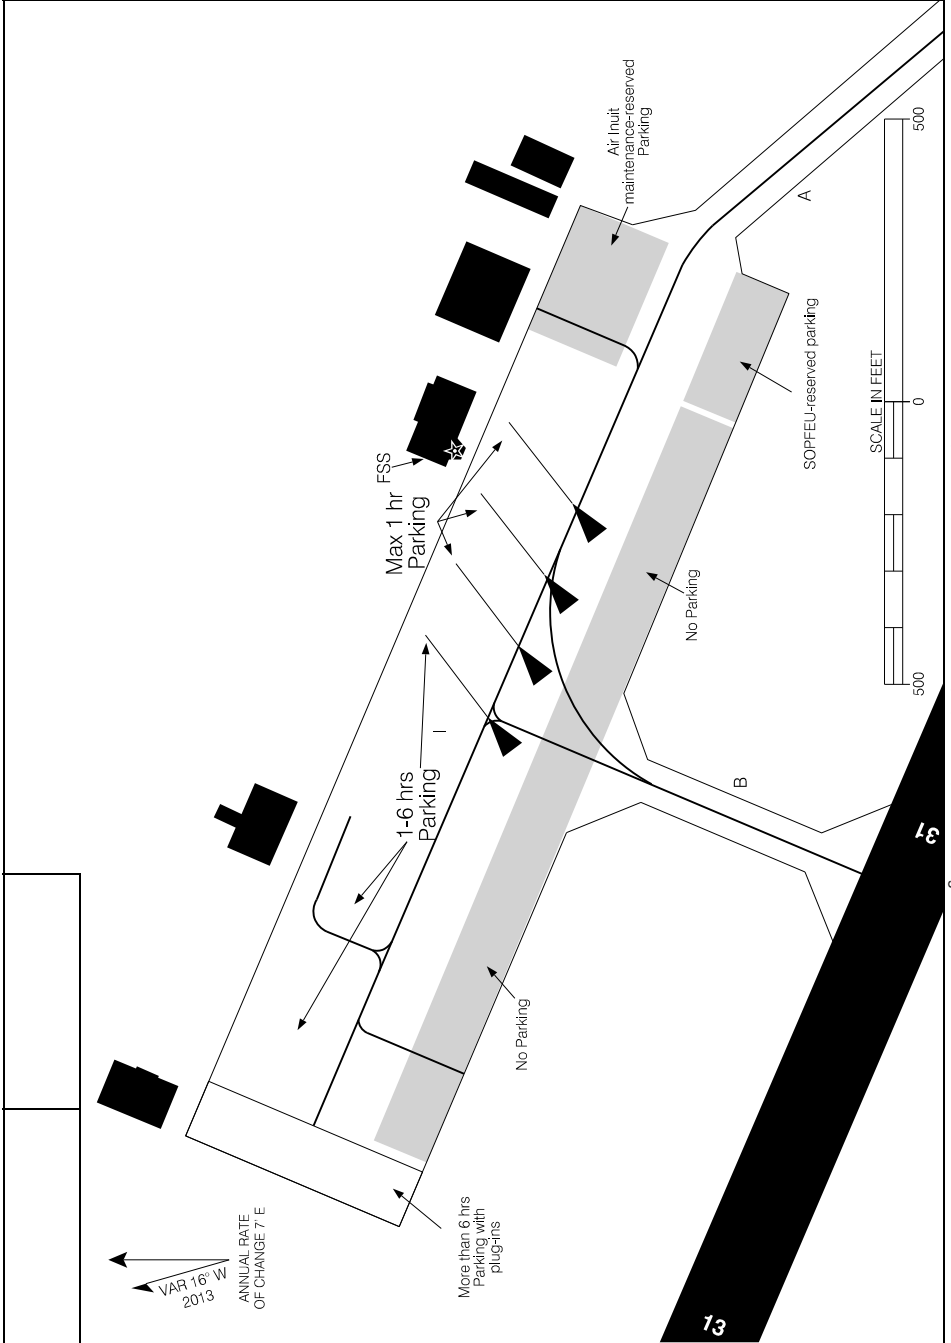 Air Inuit
maintenance-reserved
Parking
500
A
SOPFEU-reserved parking
SCALE IN FEET
0
FSS
Max 1 hr
Parking
No Parking
500
I
1-6 hrs
Parking
B
31
No Parking
More than 6 hrs
Parking with
plug-ins
ANNUAL RATE
OF CHANGE 7' E
VAR 16° W
2013
13